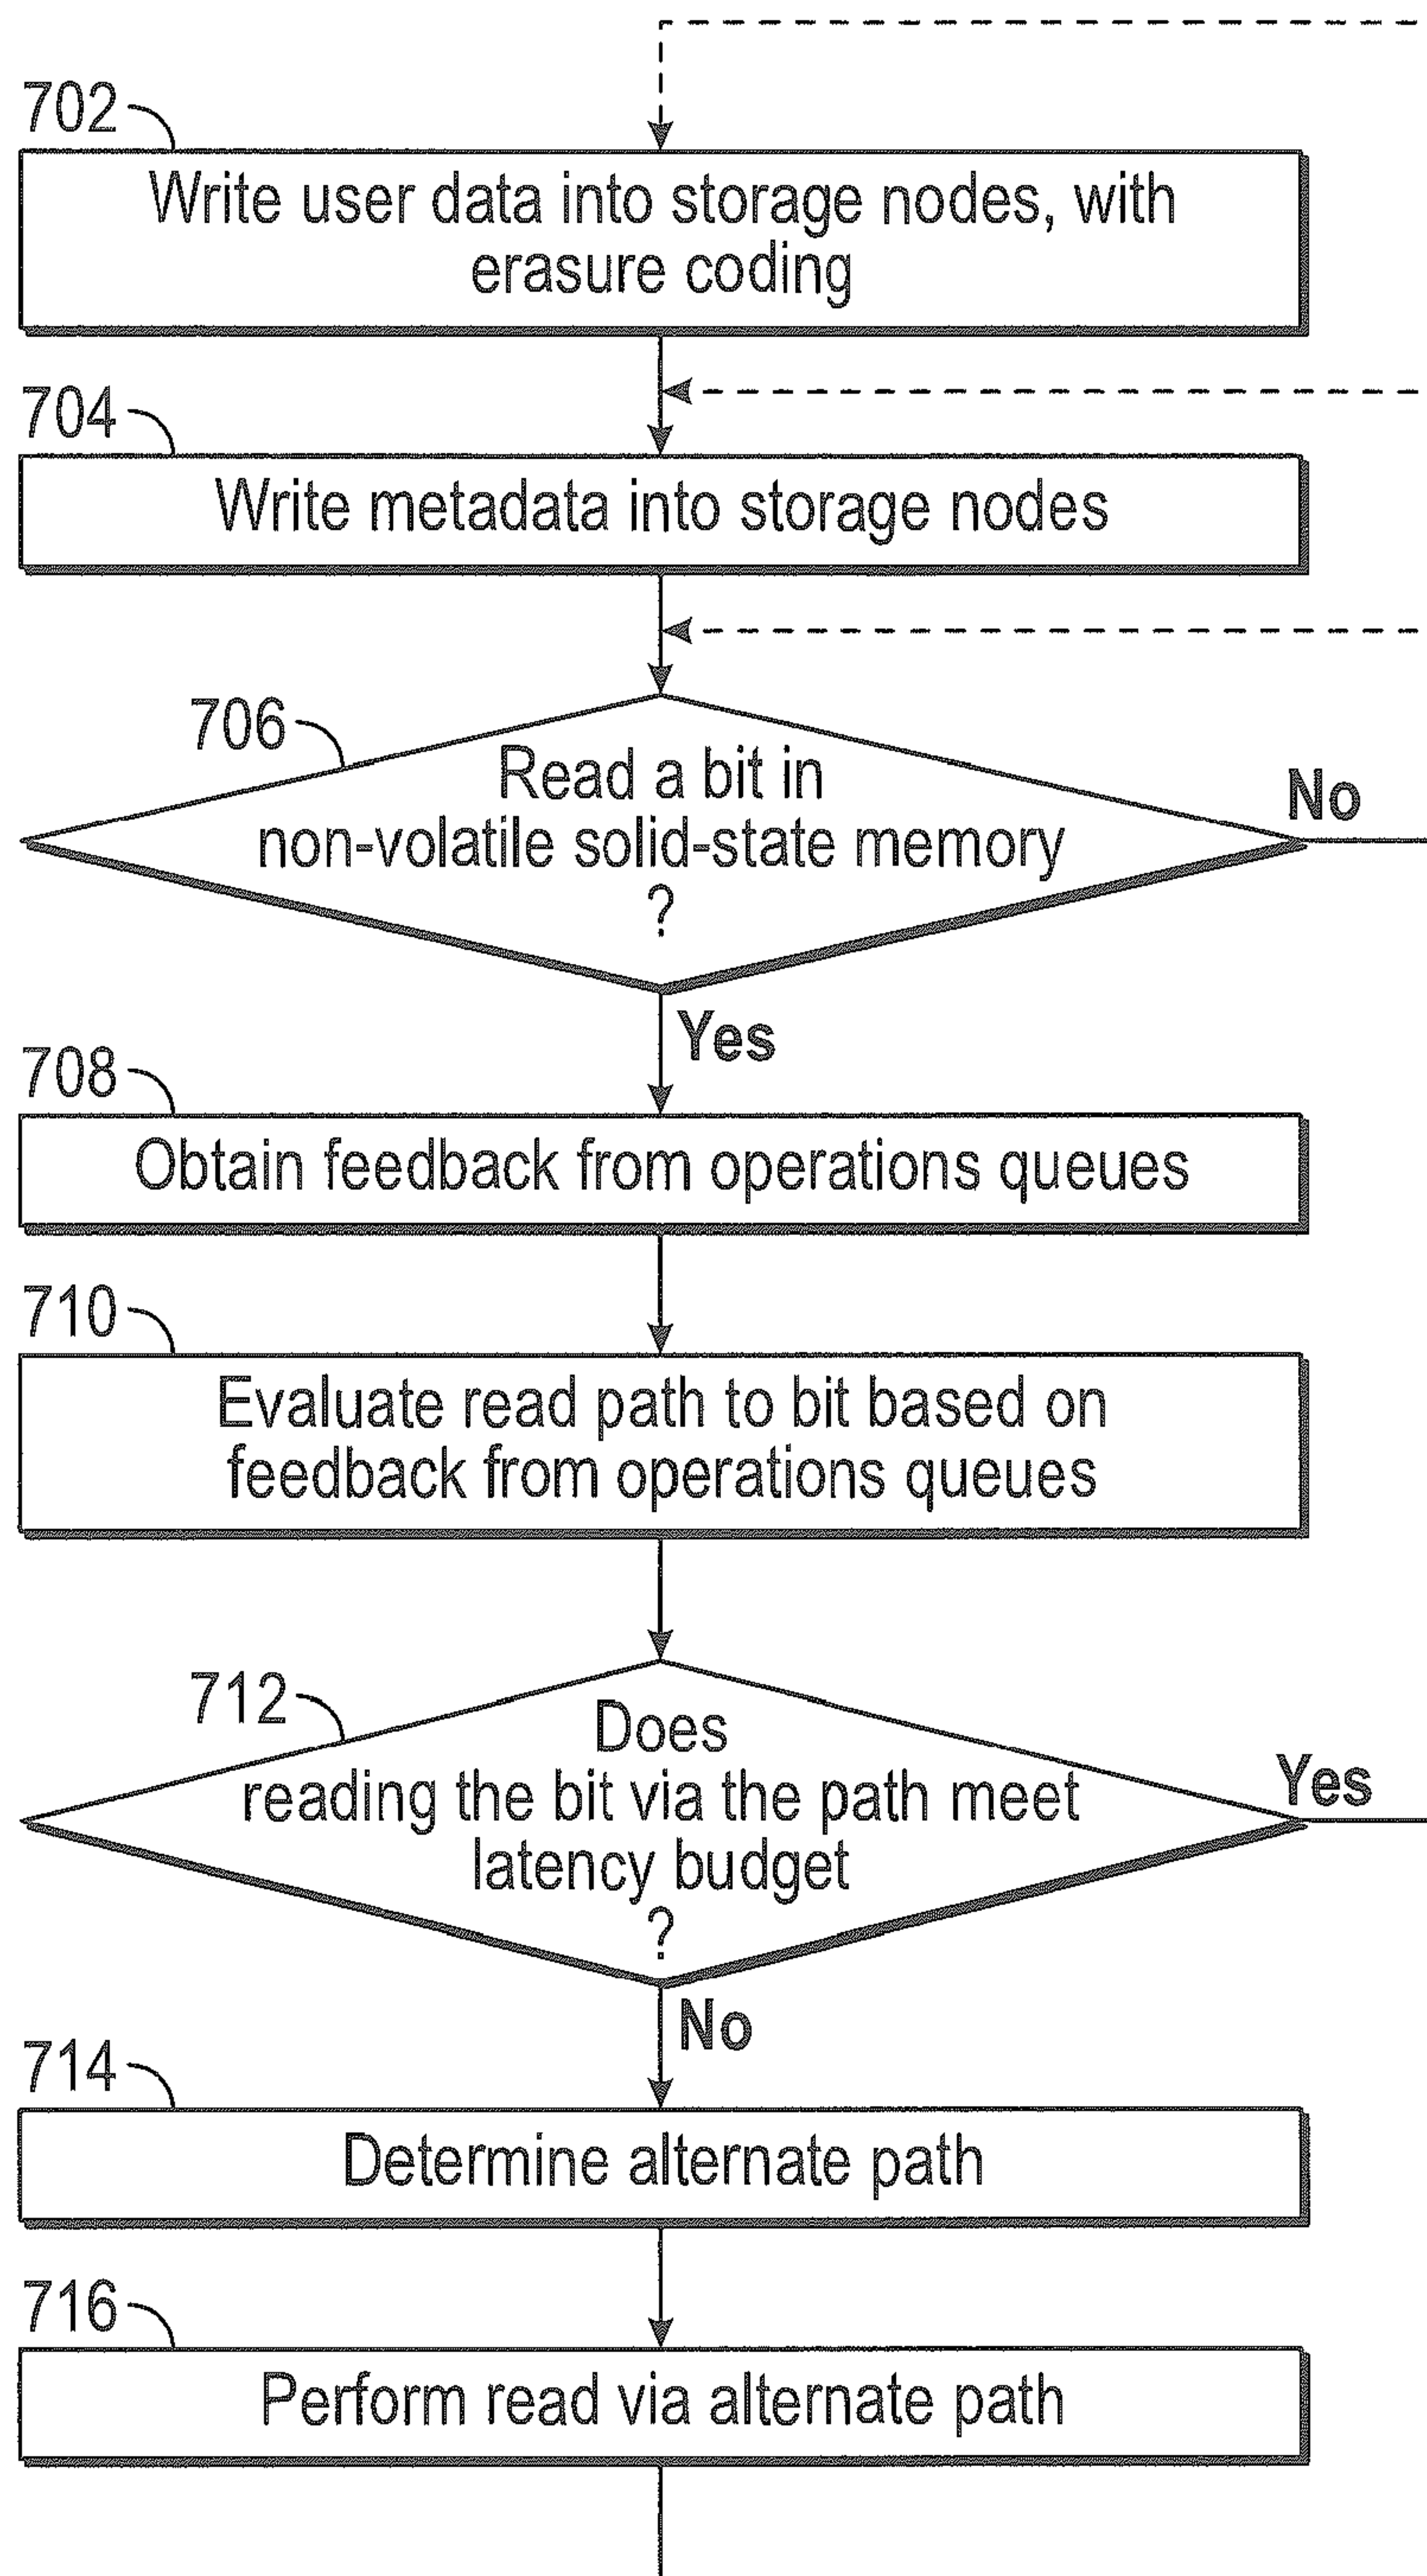 702
Write user data into storage nodes, with
erasure coding
704
Write metadata into storage nodes
706
Read a bit in
non-volatile solid-state memory
?
No
Yes
708
Obtain feedback from operations queues
710
Evaluate read path to bit based on
feedback from operations queues
712
Does
reading the bit via the path meet
latency budget
?
Yes
No
714
Determine alternate path
716
Perform read via alternate path